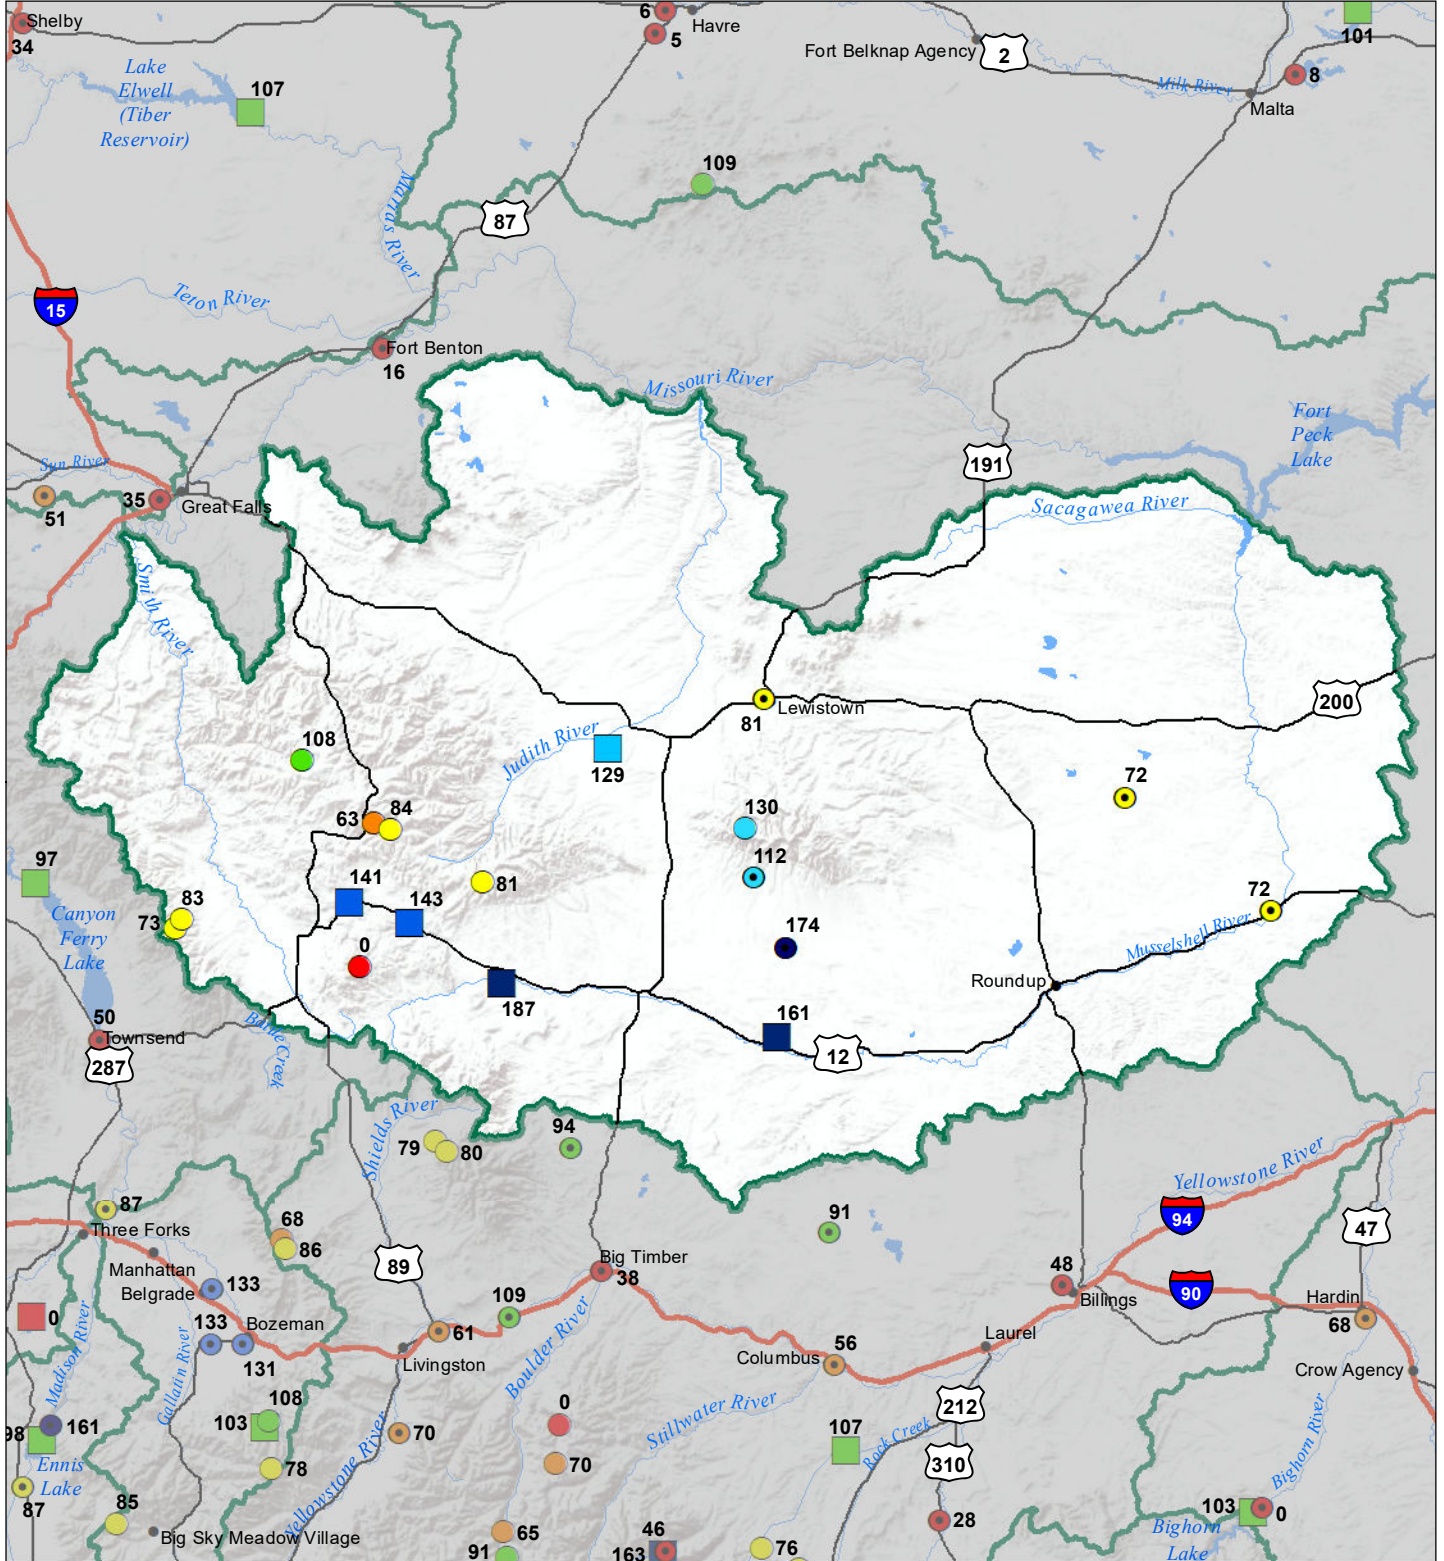 Shelby
34
6
Havre
5
Fort Belknap Agency
2
101
8
Milk River
Malta
Lake
Elwell
(Tiber
Reservoir)
107
Marias River
109
87
Teton River
15
Fort Benton
16
Missouri River
Fort
Peck
Lake
191
Sun River
51
35
Great Falls
Sacagawea River
Smith River
200
81
Lewistown
108
Judith River
129
72
63
84
130
112
97
141
143
81
83
73
72
Canyon
Ferry
Lake
0
174
Musselshell River
187
Roundup
161
12
50
Townsend
287
Battle Creek
Shields River
79
80
94
87
Three Forks
68
86
91
Yellowstone River
94
47
Manhattan
Belgrade
133
89
Big Timber
38
48
Billings
90
Hardin
68
0
133
Bozeman
131
109
61
Livingston
Boulder River
Columbus
56
Laurel
Crow Agency
Madison River
Gallatin River
108
103
98
161
Ennis
Lake
87
78
85
Big Sky Meadow Village
Yellowstone River
70
0
70
Stillwater River
107
Rock Creek
212
310
28
Bighorn River
103
0
Bighorn
Lake
65
91
46
163
76